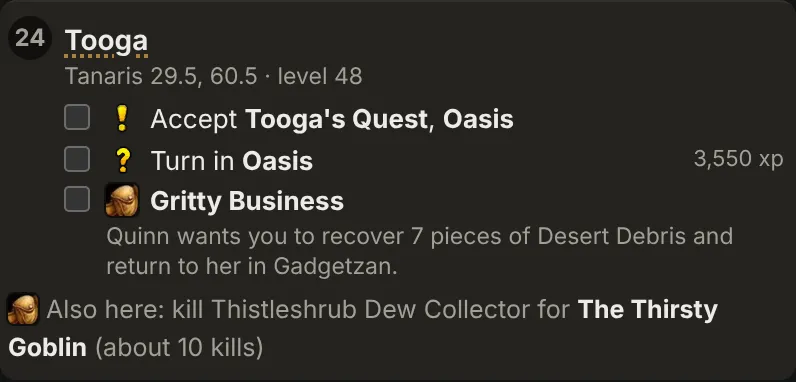 24
Tooga
Tanaris 29.5, 60.5 · level 48
Accept Tooga's Quest, Oasis
Turn in Oasis
3,550 xp
Gritty Business
Quinn wants you to recover 7 pieces of Desert Debris and
return to her in Gadgetzan.
Also here: kill Thistleshrub Dew Collector for The Thirsty
Goblin (about 10 kills)